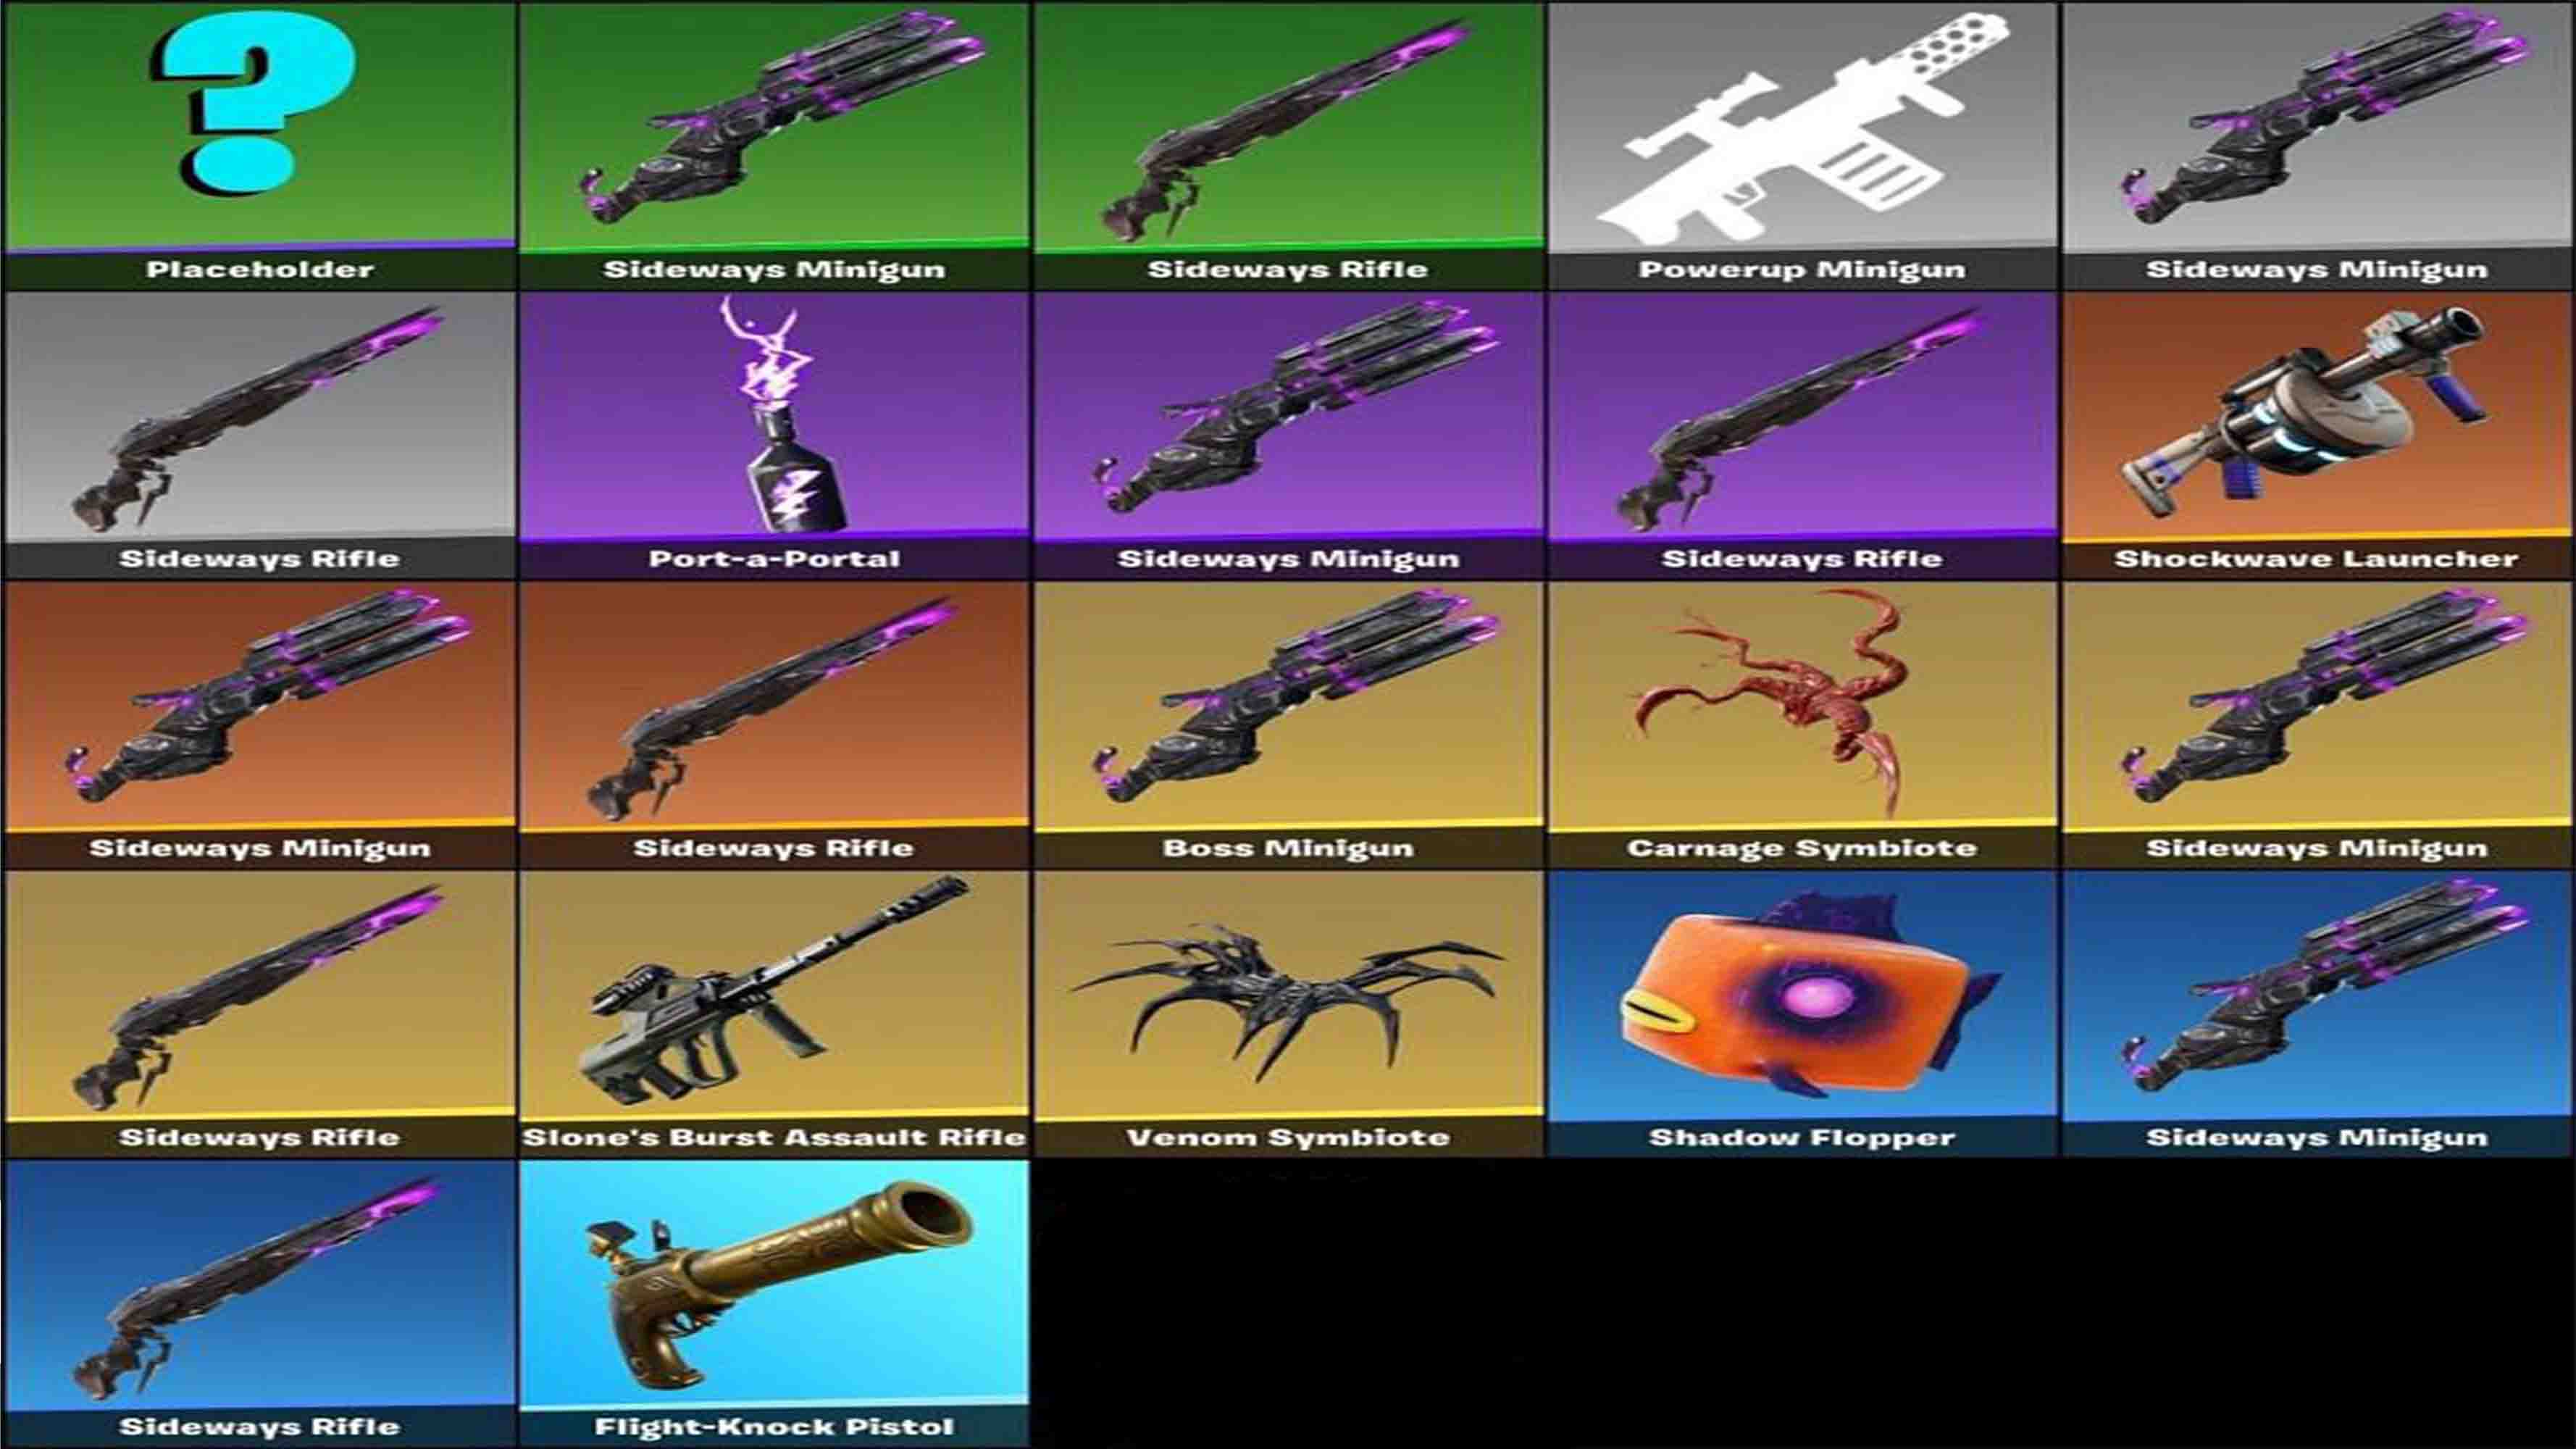 Placeholder
Sideways Minigun
Sideways Rifle
Powerup Minigun
Sideways Minigun
Sideways Rifle
Port-a-Portal
Sideways Minigun
Sideways Rifle
Shockwave Launcher
Sideways Minigun
Sideways Rifle
Boss Minigun
Carnage Symbiote
Sideways Minigun
Sideways Rifle
Slone's Burst Assault Rifle
Venom Symbiote
Shadow Flopper
Sideways Minigun
Sideways Rifle
Flight-Knock Pistol